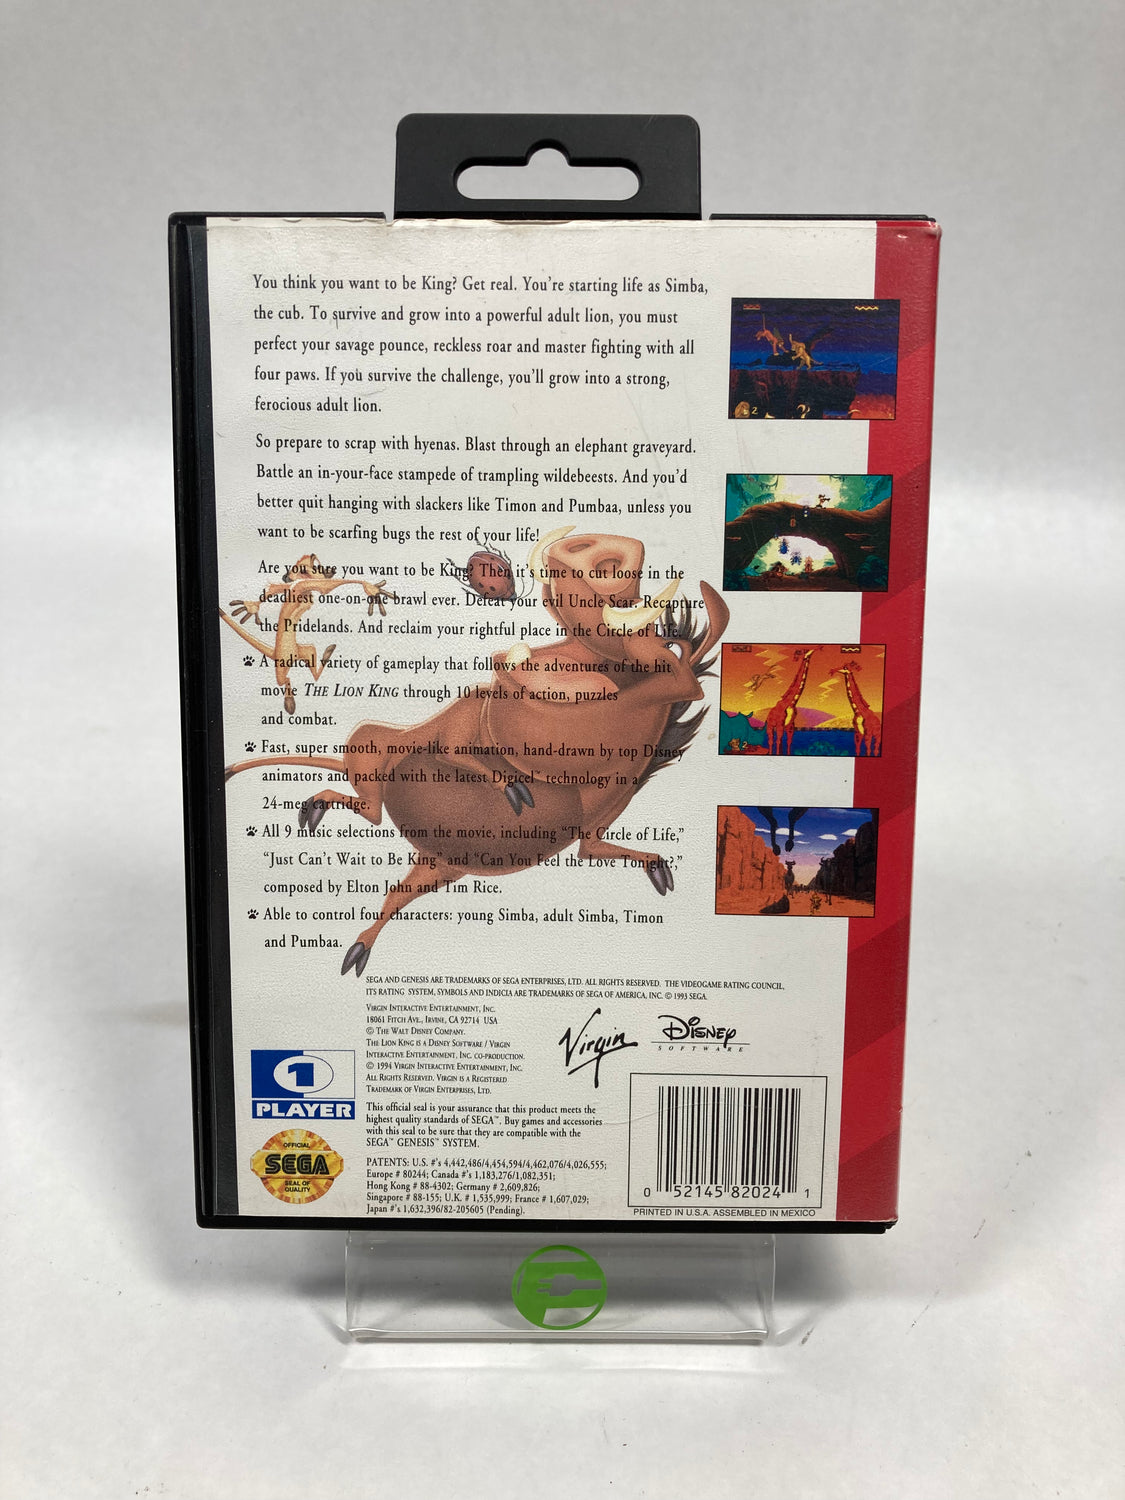 You think you want to be King? Get real. You're starting life as Simba,
the cub. To survive and grow into a powerful adult lion, you must
perfect your savage pounce, reckless roar and master fighting with all
four paws. If you survive the challenge, you'll grow into a strong,
ferocious adult lion.
So prepare to scrap with hyenas. Blast through an elephant graveyard.
Battle an in-your-face stampede of trampling wildebeests. And you'd
better quit hanging with slackers like Timon and Pumbaa, unless you
want to be scarfing bugs the rest of your life!
Are you sure you want to be King? Then it's time to cut loose in the
deadliest one-on-one brawl ever. Defeat your evil Uncle Scar. Recapture
the Pridelands. And reclaim your rightful place in the Circle of Life.
A radical variety of gameplay that follows the adventures of the hit
movie THE LION KING through 10 levels of action, puzzles
and combat.
Fast, super smooth, movie-like animation, hand-drawn by top Disney
animators and packed with the latest Digicel™ technology in a
24-meg cartridge.
All 9 music selections from the movie, including "The Circle of Life,"
"Just Can't Wait to Be King" and "Can You Feel the Love Tonight?,"
composed by Elton John and Tim Rice.
Able to control four characters: young Simba, adult Simba, Timon
and Pumbaa.
SEGA AND GENESIS ARE TRADEMARKS OF SEGA ENTERPRISES, LTD. ALL RIGHTS RESERVED. THE VIDEOGAME RATING COUNCIL,
ITS RATING SYSTEM, SYMBOLS AND INDICIA ARE TRADEMARKS OF SEGA OF AMERICA, INC. © 1993 SEGA.
VIRGIN INTERACTIVE ENTERTAINMENT, INC.
18061 FITCH AVE., IRVINE, CA 92714 USA
© THE WALT DISNEY COMPANY.
THE LION KING IS A DISNEY SOFTWARE / VIRGIN
INTERACTIVE ENTERTAINMENT, INC. CO-PRODUCTION.
© 1994 VIRGIN INTERACTIVE ENTERTAINMENT, INC.
ALL RIGHTS RESERVED. VIRGIN IS A REGISTERED
TRADEMARK OF VIRGIN ENTERPRISES, LTD.
Virgin
DISNEY
SOFTWARE
1
PLAYER
OFFICIAL
SEGA
SEAL OF
QUALITY
This official seal is your assurance that this product meets the
highest quality standards of SEGA™. Buy games and accessories
with this seal to be sure that they are compatible with the
SEGA™ GENESIS™ SYSTEM.
PATENTS: U.S. #'s 4,442,486/4,454,594/4,462,076/4,026,555;
Europe # 80244; Canada #'s 1,183,276/1,082,351;
Hong Kong # 88-4302; Germany # 2,609,826;
Singapore # 88-155; U.K. # 1,535,999; France # 1,607,029;
Japan #'s 1,632,396/82-205605 (Pending).
0 52145 82024 1
PRINTED IN U.S.A. ASSEMBLED IN MEXICO